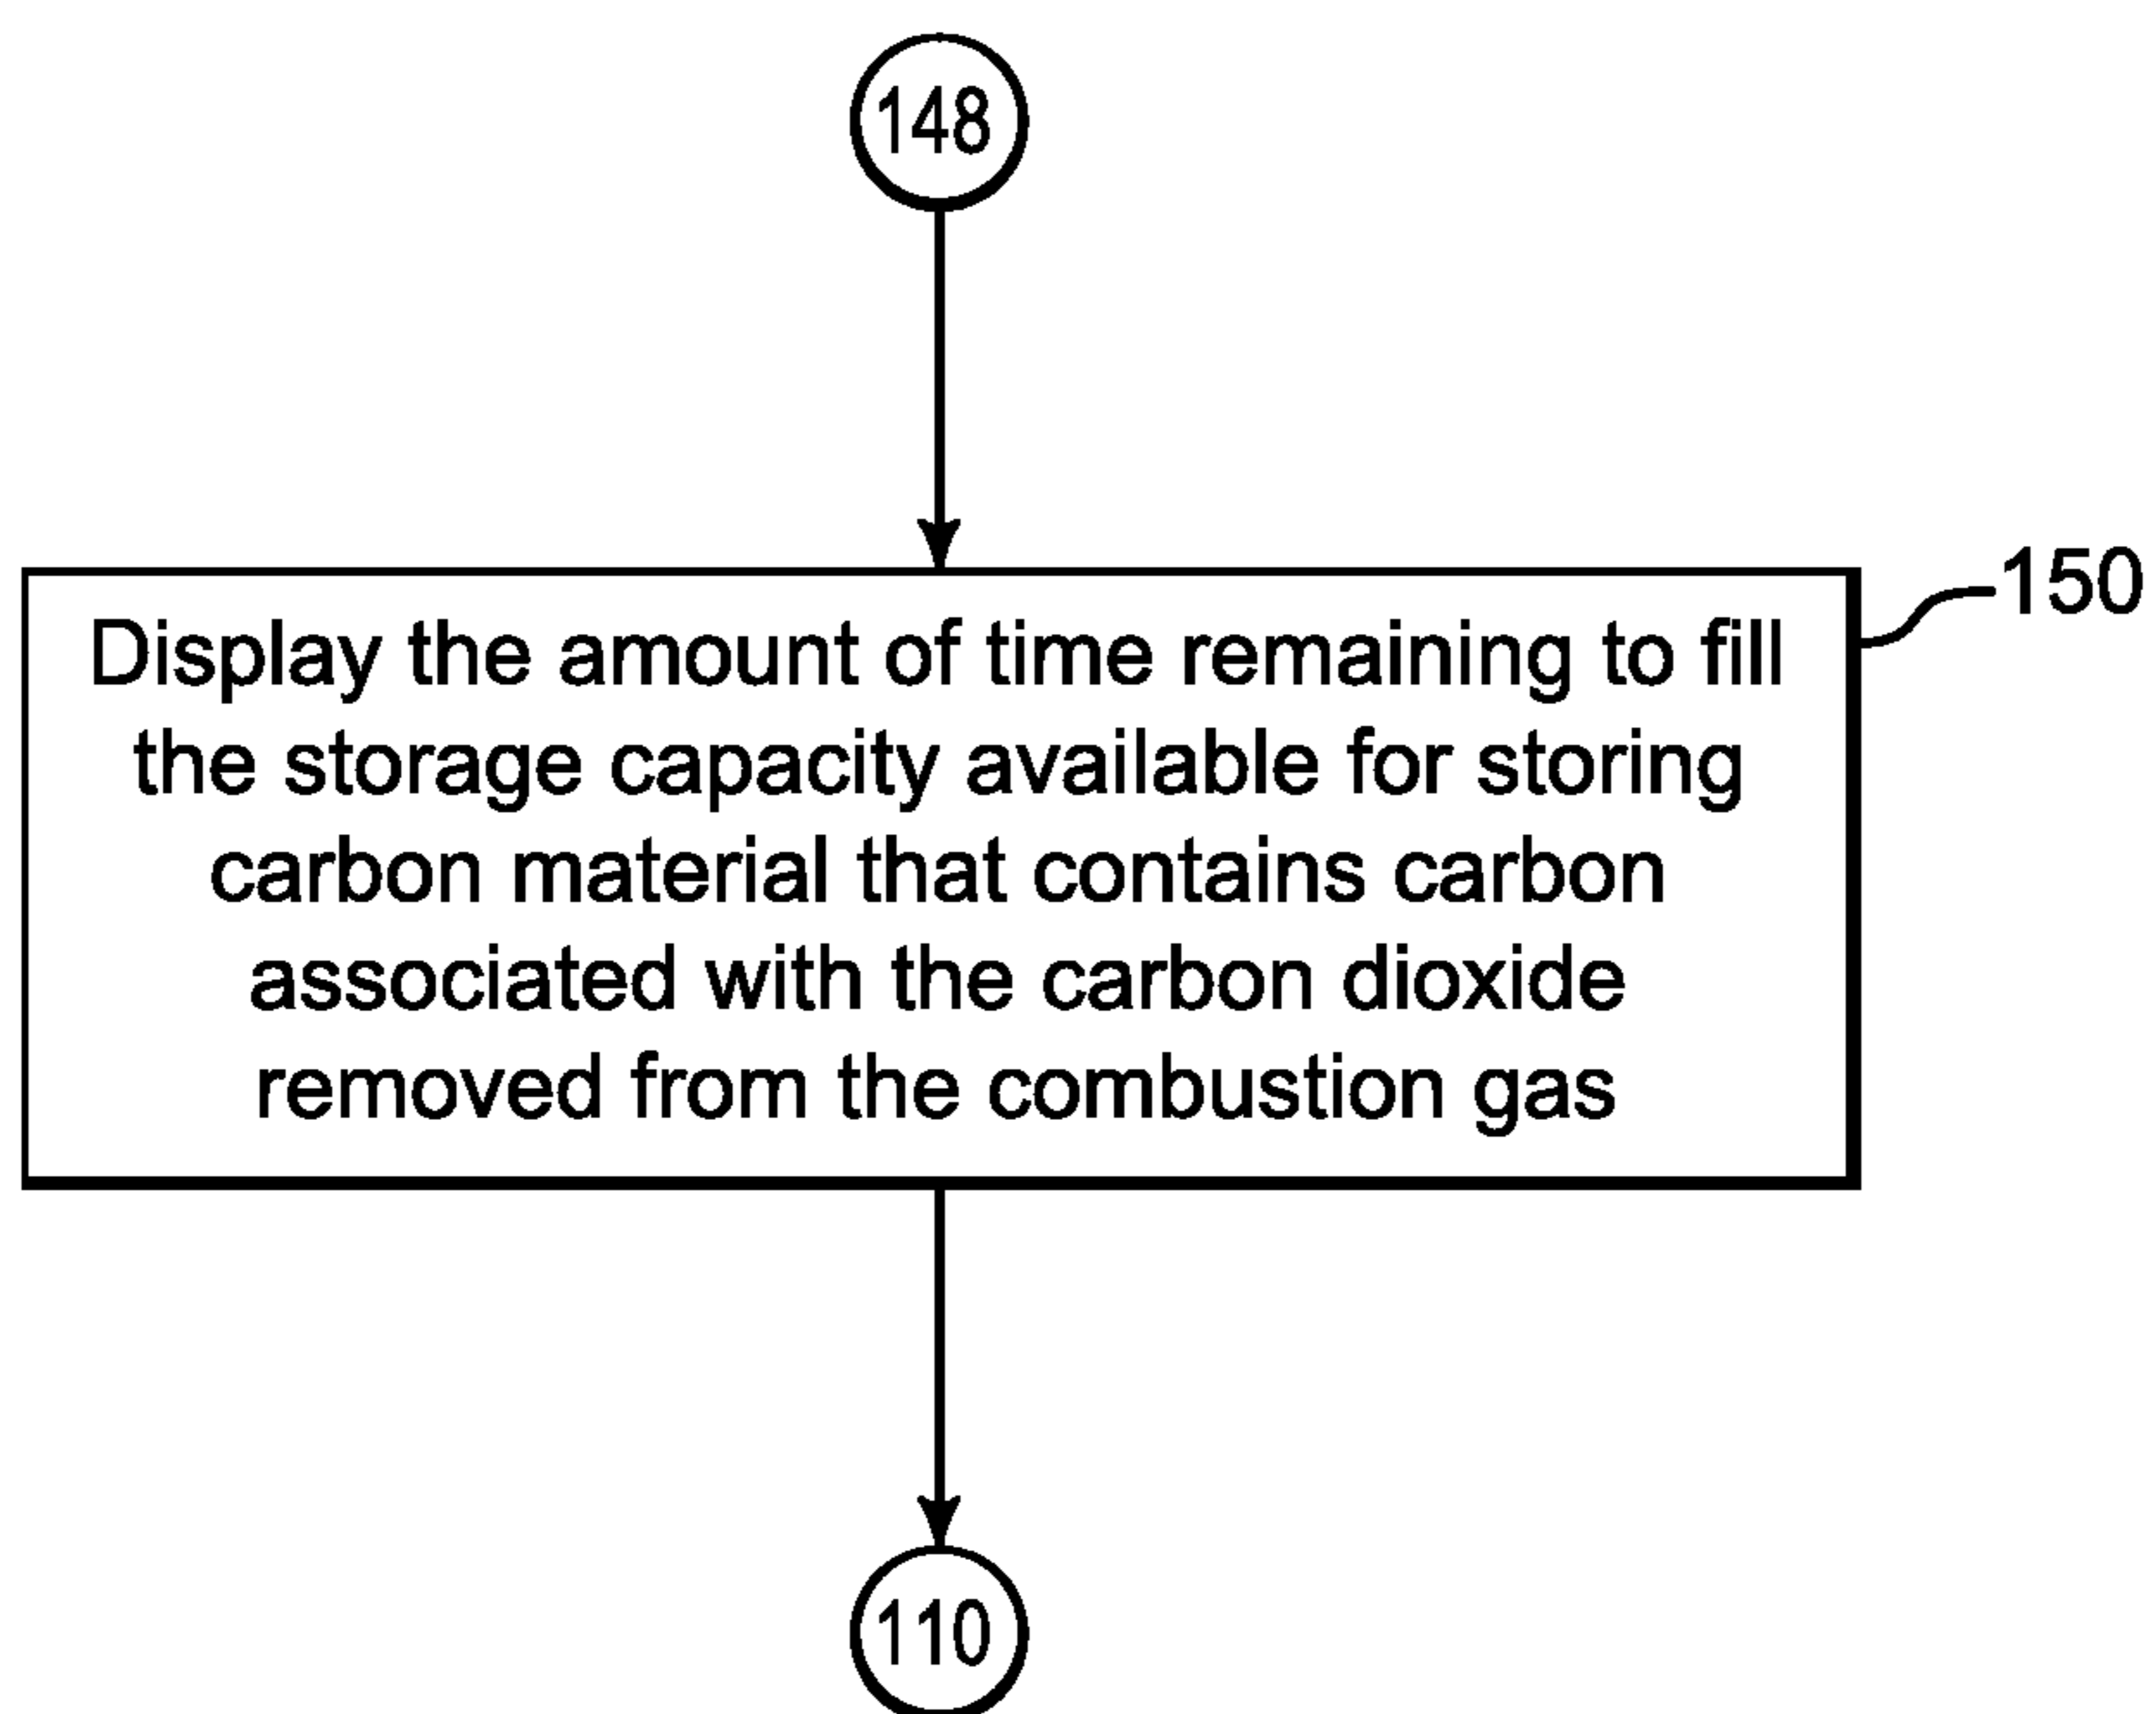 148
150
Display the amount of time remaining to fill
the storage capacity available for storing
carbon material that contains carbon
associated with the carbon dioxide
removed from the combustion gas
110